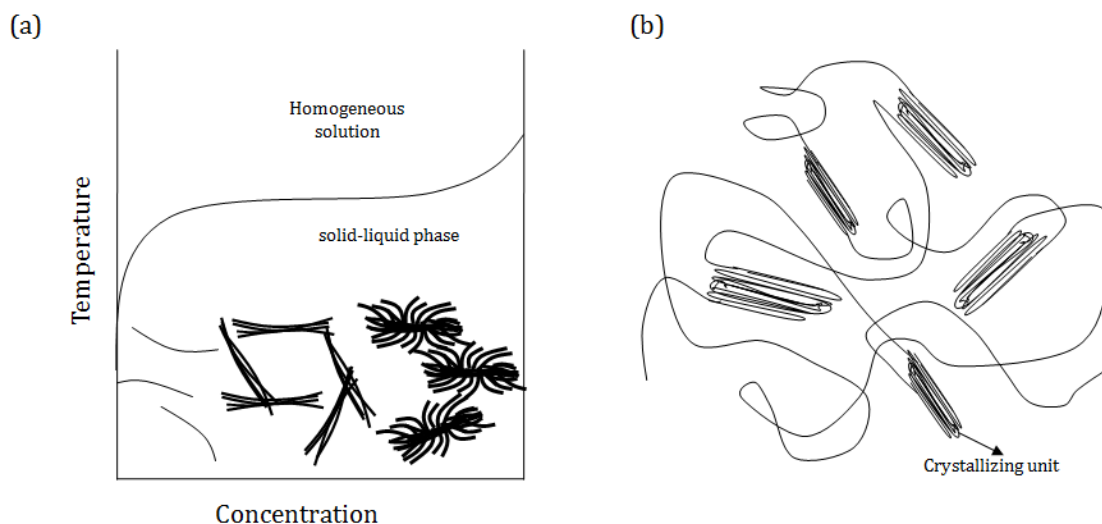 (a)
Homogeneous
solution
solid-liquid phase
Temperature
Concentration
(b)
Crystallizing unit